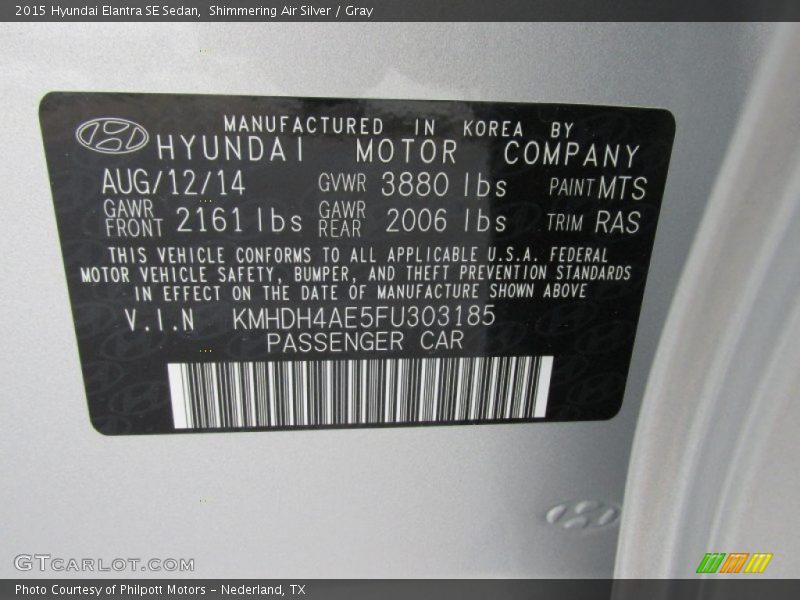 2015 Hyundai Elantra SE Sedan,  Shimmering Air Silver / Gray
MANUFACTURED IN KOREA BY
HYUNDAI MOTOR COMPANY
AUG/12/14 GVWR 3880 lbs PAINT MTS
GAWR FRONT 2161 lbs GAWR REAR 2006 lbs TRIM RAS
THIS VEHICLE CONFORMS TO ALL APPLICABLE U.S.A. FEDERAL
MOTOR VEHICLE SAFETY, BUMPER, AND THEFT PREVENTION STANDARDS
IN EFFECT ON THE DATE OF MANUFACTURE SHOWN ABOVE
V.I.N KMHDH4AE5FU303185
PASSENGER CAR
GTCARLOT.COM
Photo Courtesy of Philpott Motors - Nederland, TX